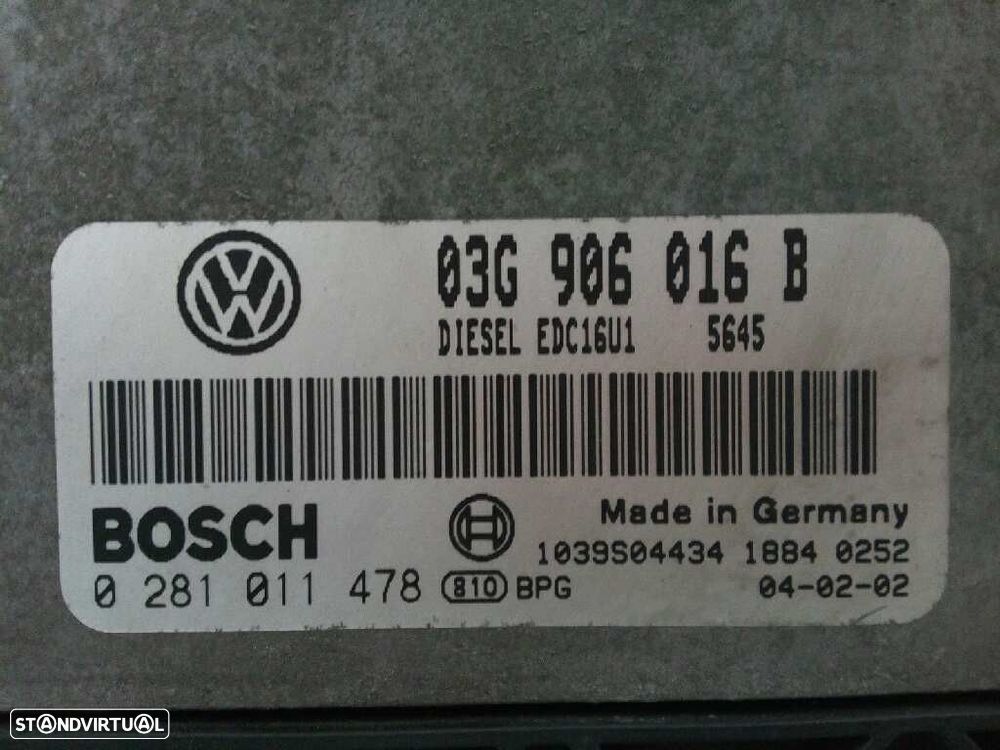 03G 906 016 B
DIESEL EDC16U1 5645
BOSCH
Made in Germany
1039S04434 1884 0252
0 281 011 478 810 BPG 04-02-02
STANDVIRTUAL